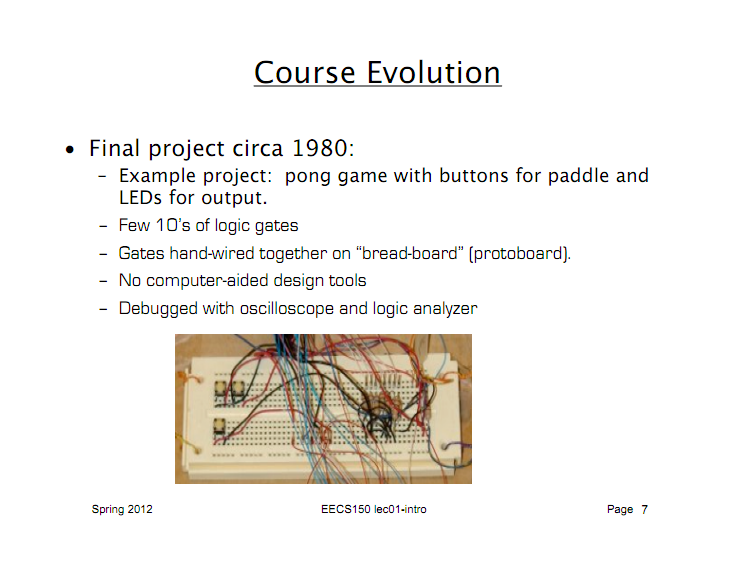 Course Evolution
• Final project circa 1980:
– Example project: pong game with buttons for paddle and
LEDs for output.
– Few 10's of logic gates
– Gates hand-wired together on “bread-board” (protoboard).
– No computer-aided design tools
– Debugged with oscilloscope and logic analyzer
Spring 2012 EECS150 lec01-intro Page 7